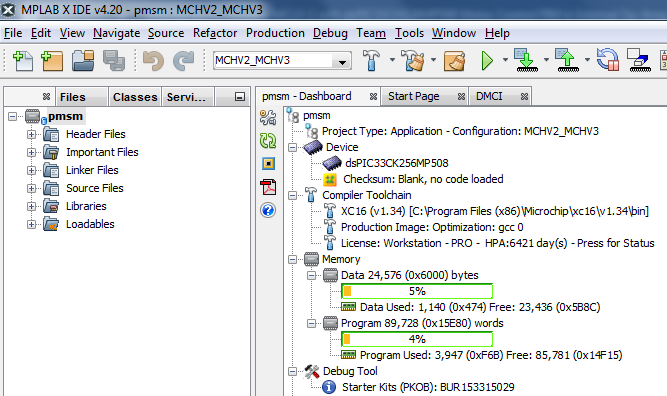 MPLAB X IDE v4.20 - pmsm : MCHV2_MCHV3
File Edit View Navigate Source Refactor Production Debug Team Tools Window Help
MCHV2_MCHV3
Files Classes Servi...
pmsm
Header Files
Important Files
Linker Files
Source Files
Libraries
Loadables
pmsm - Dashboard Start Page DMCI
pmsm
Project Type: Application - Configuration: MCHV2_MCHV3
Device
dsPIC33CK256MP508
Checksum: Blank, no code loaded
Compiler Toolchain
XC16 (v1.34) [C:\Program Files (x86)\Microchip\xc16\v1.34\bin]
Production Image: Optimization: gcc 0
License: Workstation - PRO - HPA:6421 day(s) - Press for Status
Memory
Data 24,576 (0x6000) bytes
5%
Data Used: 1,140 (0x474) Free: 23,436 (0x5B8C)
Program 89,728 (0x15E80) words
4%
Program Used: 3,947 (0xF6B) Free: 85,781 (0x14F15)
Debug Tool
Starter Kits (PKOB): BUR153315029